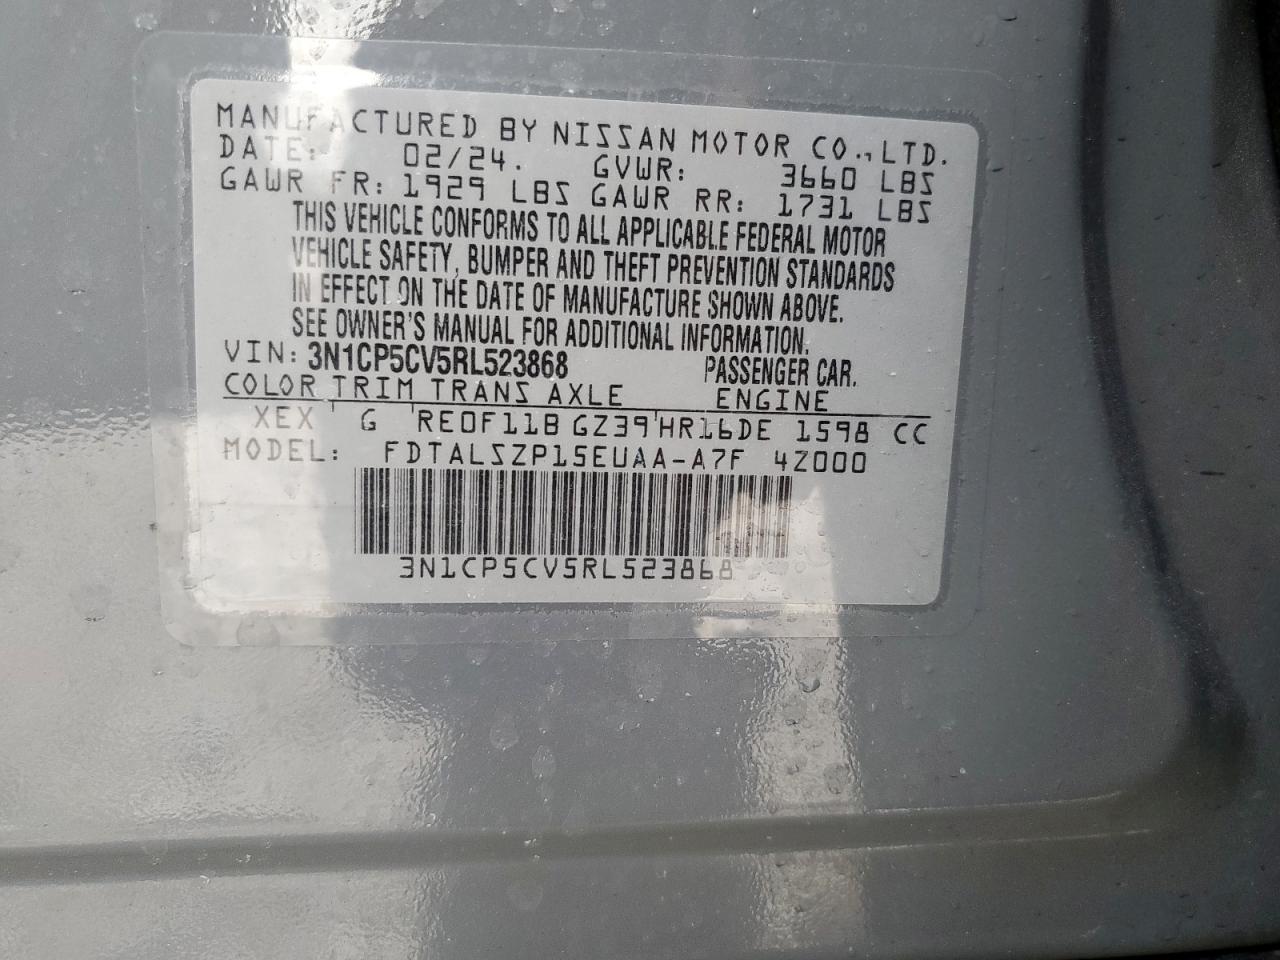 MANUFACTURED BY NISSAN MOTOR CO., LTD.
DATE: 02/24. GVWR: 3660 LBS
GAWR FR: 1929 LBS GAWR RR: 1731 LBS
THIS VEHICLE CONFORMS TO ALL APPLICABLE FEDERAL MOTOR
VEHICLE SAFETY, BUMPER AND THEFT PREVENTION STANDARDS
IN EFFECT ON THE DATE OF MANUFACTURE SHOWN ABOVE.
SEE OWNER'S MANUAL FOR ADDITIONAL INFORMATION.
VIN: 3N1CP5CV5RL523868 PASSENGER CAR.
COLOR TRIM TRANS AXLE ENGINE
XEX G RE0F11B GZ39 HR16DE 1598 CC
MODEL: FDTALSZP15EUAA-A7F 4Z000
3N1CP5CV5RL523868